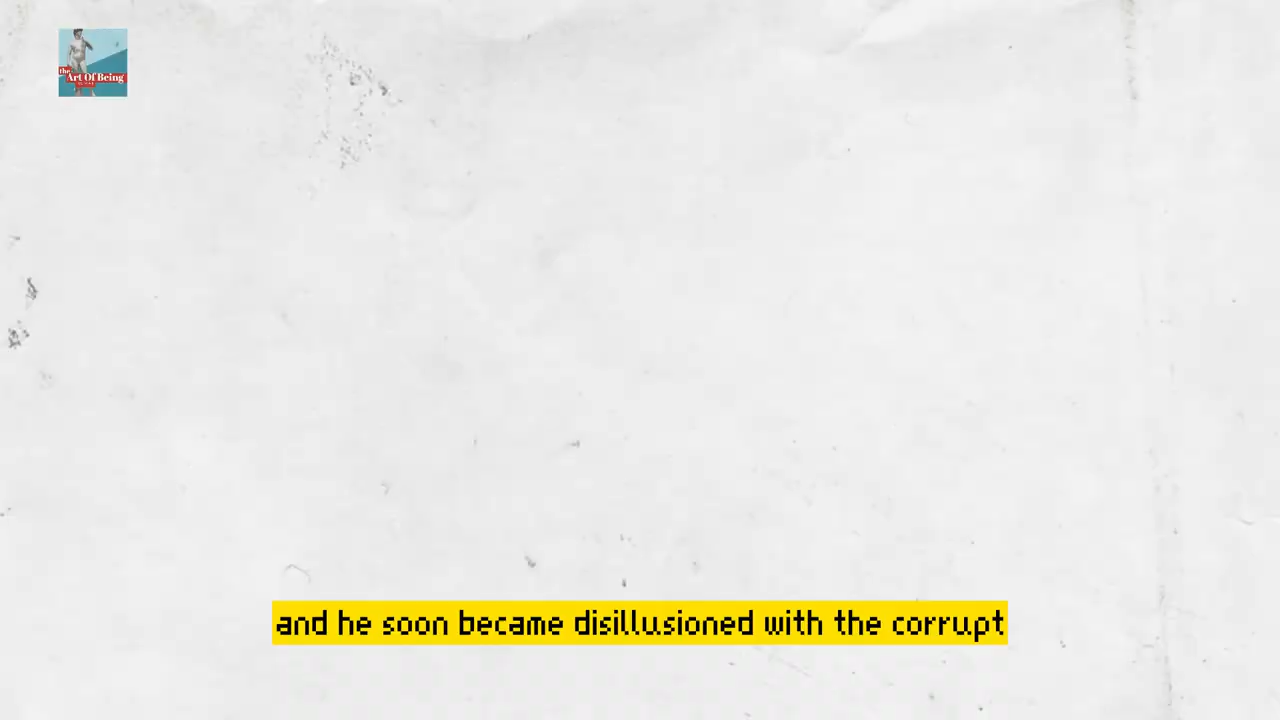 the
Art Of Being
and he soon became disillusioned with the corrupt